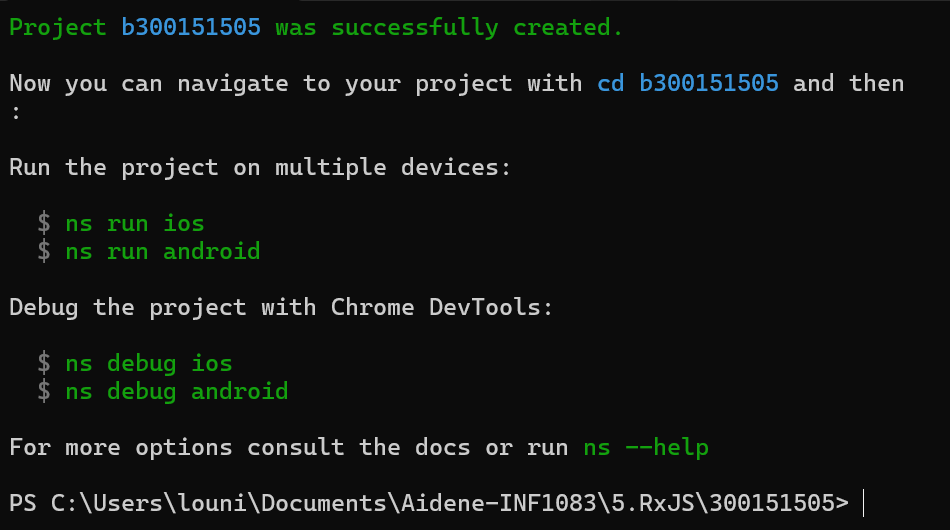 Project b300151505 was successfully created.
Now you can navigate to your project with cd b300151505 and then
:
Run the project on multiple devices:
$ ns run ios
$ ns run android
Debug the project with Chrome DevTools:
$ ns debug ios
$ ns debug android
For more options consult the docs or run ns --help
PS C:\Users\louni\Documents\Aidene-INF1083\5.RxJS\300151505>